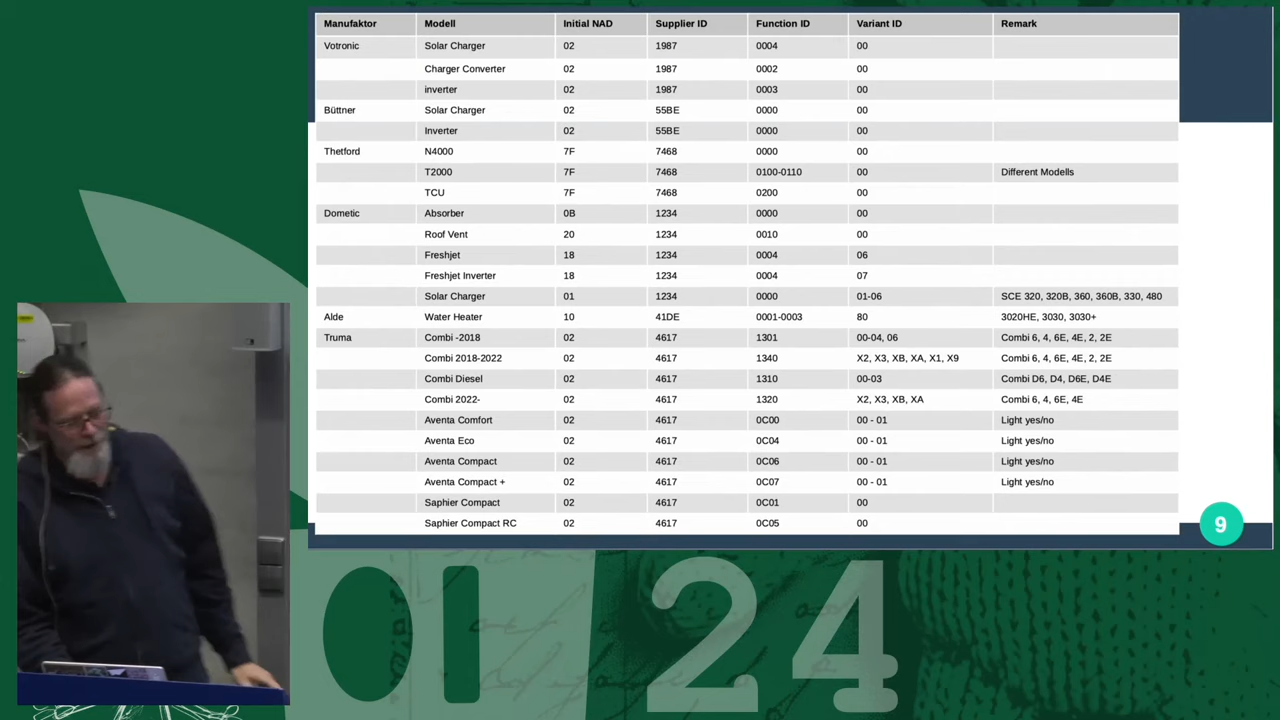 Manufaktor Modell Initial NAD Supplier ID Function ID Variant ID Remark
Votronic Solar Charger 02 1987 0004 00
Charger Converter 02 1987 0002 00
inverter 02 1987 0003 00
Büttner Solar Charger 02 55BE 0000 00
Inverter 02 55BE 0000 00
Thetford N4000 7F 7468 0000 00
T2000 7F 7468 0100-0110 00 Different Modells
TCU 7F 7468 0200 00
Dometic Absorber 0B 1234 0000 00
Roof Vent 20 1234 0010 00
Freshjet 18 1234 0004 06
Freshjet Inverter 18 1234 0004 07
Solar Charger 01 1234 0000 01-06 SCE 320, 320B, 360, 360B, 330, 480
Alde Water Heater 10 41DE 0001-0003 80 3020HE, 3030, 3030+
Truma Combi -2018 02 4617 1301 00-04, 06 Combi 6, 4, 6E, 4E, 2, 2E
Combi 2018-2022 02 4617 1340 X2, X3, XB, XA, X1, X9 Combi 6, 4, 6E, 4E, 2, 2E
Combi Diesel 02 4617 1310 00-03 Combi D6, D4, D6E, D4E
Combi 2022- 02 4617 1320 X2, X3, XB, XA Combi 6, 4, 6E, 4E
Aventa Comfort 02 4617 0C00 00 - 01 Light yes/no
Aventa Eco 02 4617 0C04 00 - 01 Light yes/no
Aventa Compact 02 4617 0C06 00 - 01 Light yes/no
Aventa Compact + 02 4617 0C07 00 - 01 Light yes/no
Saphier Compact 02 4617 0C01 00
Saphier Compact RC 02 4617 0C05 00
9
24